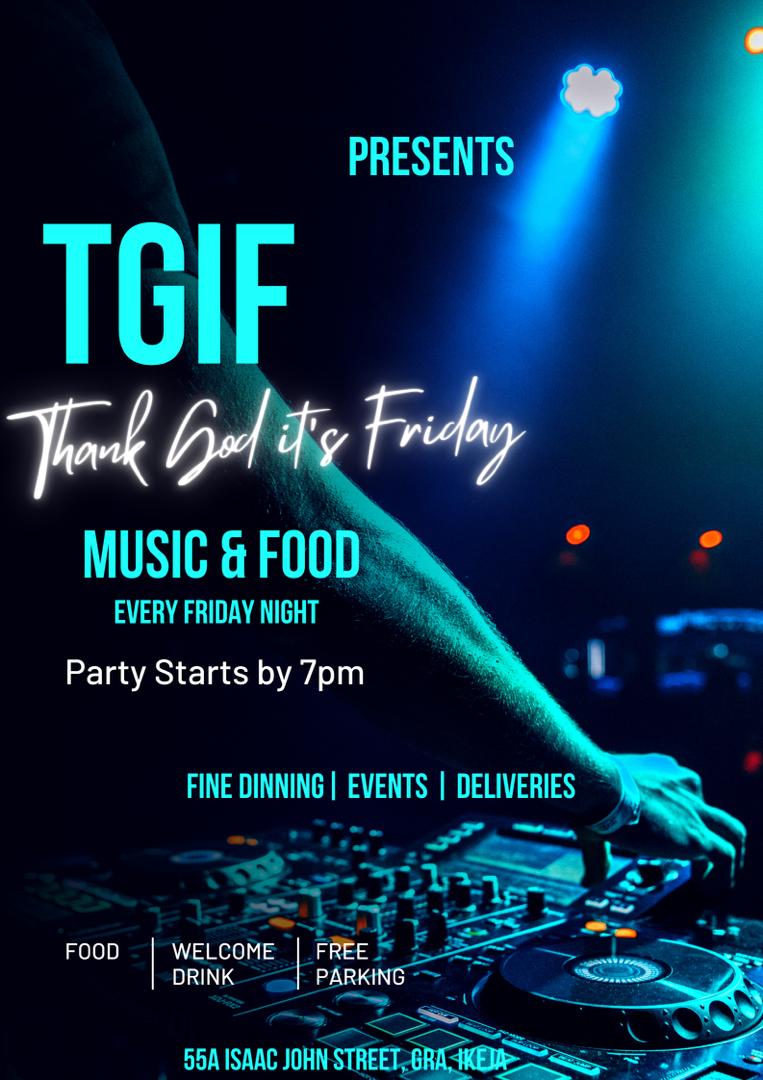 PRESENTS
TGIF
Thank God it's Friday
MUSIC & FOOD
EVERY FRIDAY NIGHT
Party Starts by 7pm
FINE DINNING | EVENTS | DELIVERIES
FOOD | WELCOME DRINK | FREE PARKING
55A ISAAC JOHN STREET, GRA, IKEJA